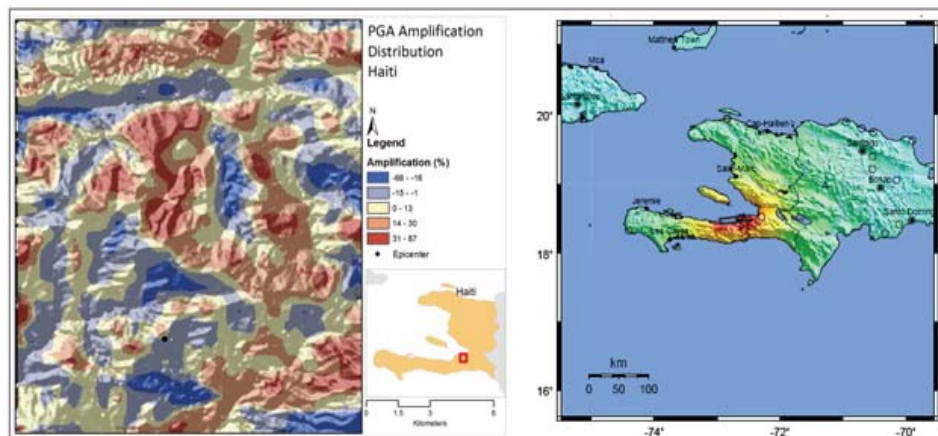 PGA Amplification
Distribution
Haiti
N
Legend
Amplification (%)
-66 - -16
-15 - -1
0 - 13
14 - 30
31 - 87
Epicenter
Haiti
0 1.5 3 6
Kilometers
Matthew Town
Moa
20°
Cap-Haitien
Santiago
Saint-Marc
Bonao
Jeremie
Santo Domingo
Les
18°
km
0 50 100
16°
-74° -72° -70°